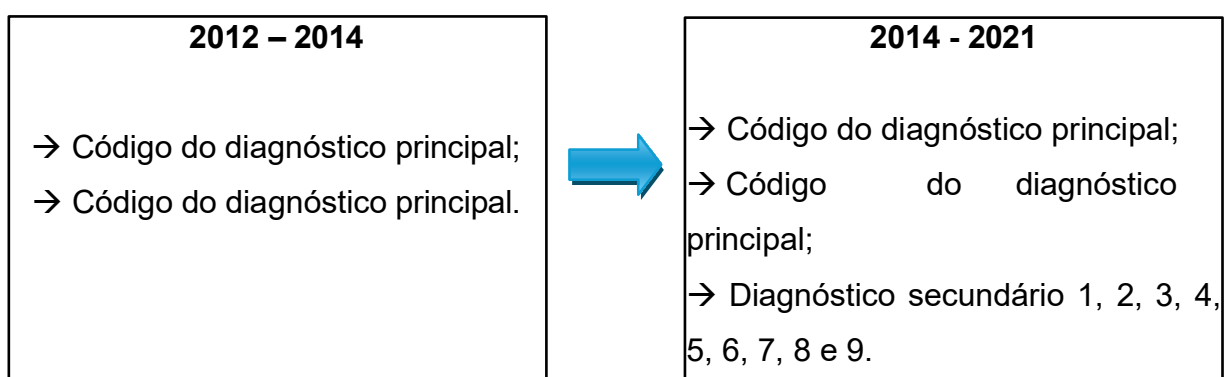 2012 – 2014
→ Código do diagnóstico principal;
→ Código do diagnóstico principal.
2014 - 2021
→ Código do diagnóstico principal;
→ Código do diagnóstico
principal;
→ Diagnóstico secundário 1, 2, 3, 4,
5, 6, 7, 8 e 9.